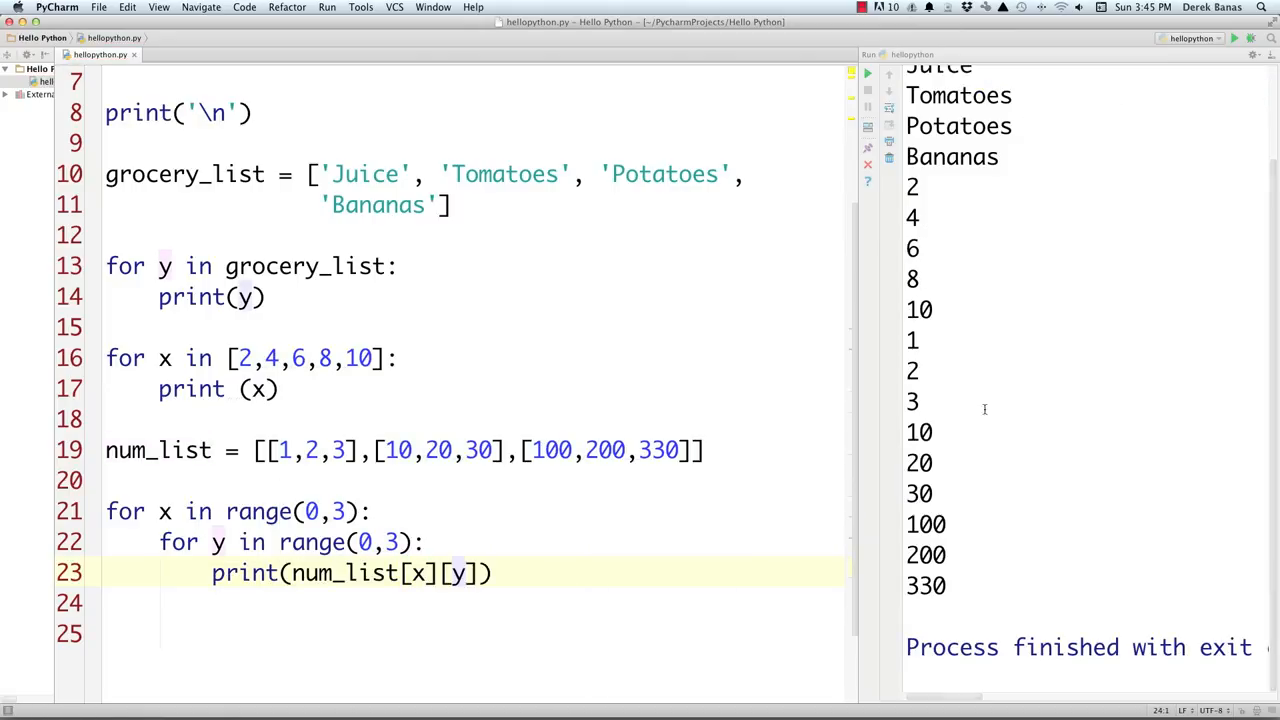 PyCharm File Edit View Navigate Code Refactor Run Tools VCS Window Help 10 Sun 3:45 PM Derek Banas
hellopython.py - Hello Python - [~/PycharmProjects/Hello Python]
Hello Python hellopython.py hellopython
hellopython.py × Run hellopython
Hello P
hell
Extern
7
8 print('\n')
9
10 grocery_list = ['Juice', 'Tomatoes', 'Potatoes',
11 'Bananas']
12
13 for y in grocery_list:
14 print(y)
15
16 for x in [2,4,6,8,10]:
17 print (x)
18
19 num_list = [[1,2,3],[10,20,30],[100,200,330]]
20
21 for x in range(0,3):
22 for y in range(0,3):
23 print(num_list[x][y])
24
25
Juice
Tomatoes
Potatoes
Bananas
2
4
6
8
10
1
2
3
10
20
30
100
200
330
Process finished with exit
24:1 LF UTF-8